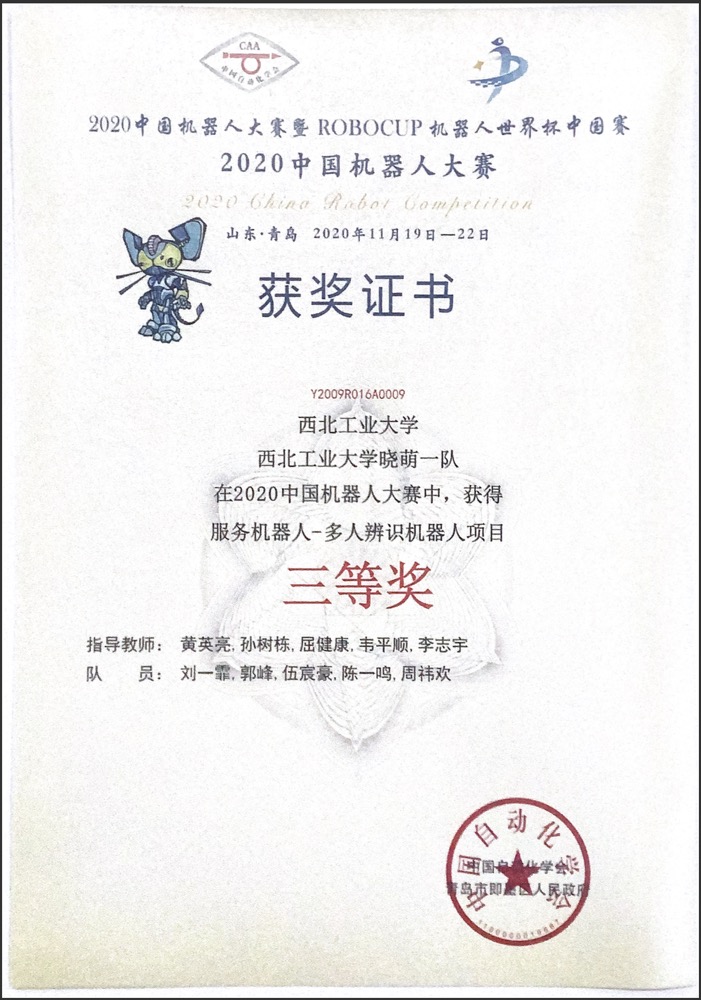 CAA
中国自动化学会
2020中国机器人大赛暨ROBOCUP机器人世界杯中国赛
2020中国机器人大赛
2020 China Robot Competition
山东·青岛 2020年11月19日—22日
获奖证书
Y2009R016A0009
西北工业大学
西北工业大学晓萌一队
在2020中国机器人大赛中，获得
服务机器人-多人辨识机器人项目
三等奖
指导教师： 黄英亮, 孙树栋, 屈健康, 韦平顺, 李志宇
队 员： 刘一霏, 郭峰, 伍宸豪, 陈一鸣, 周祎欢
中国自动化学会
中国自动化学会
青岛市即墨区人民政府